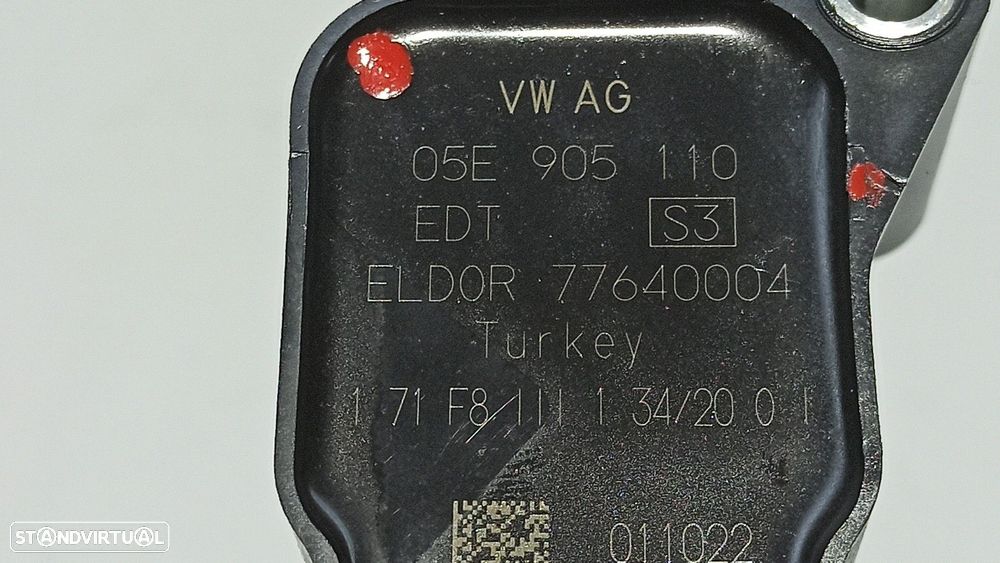 VW AG
05E 905 110
EDT S3
ELDOR 77640004
Turkey
1 71 F8/III 1 34/20 0 1
011022
STANDVIRTUAL